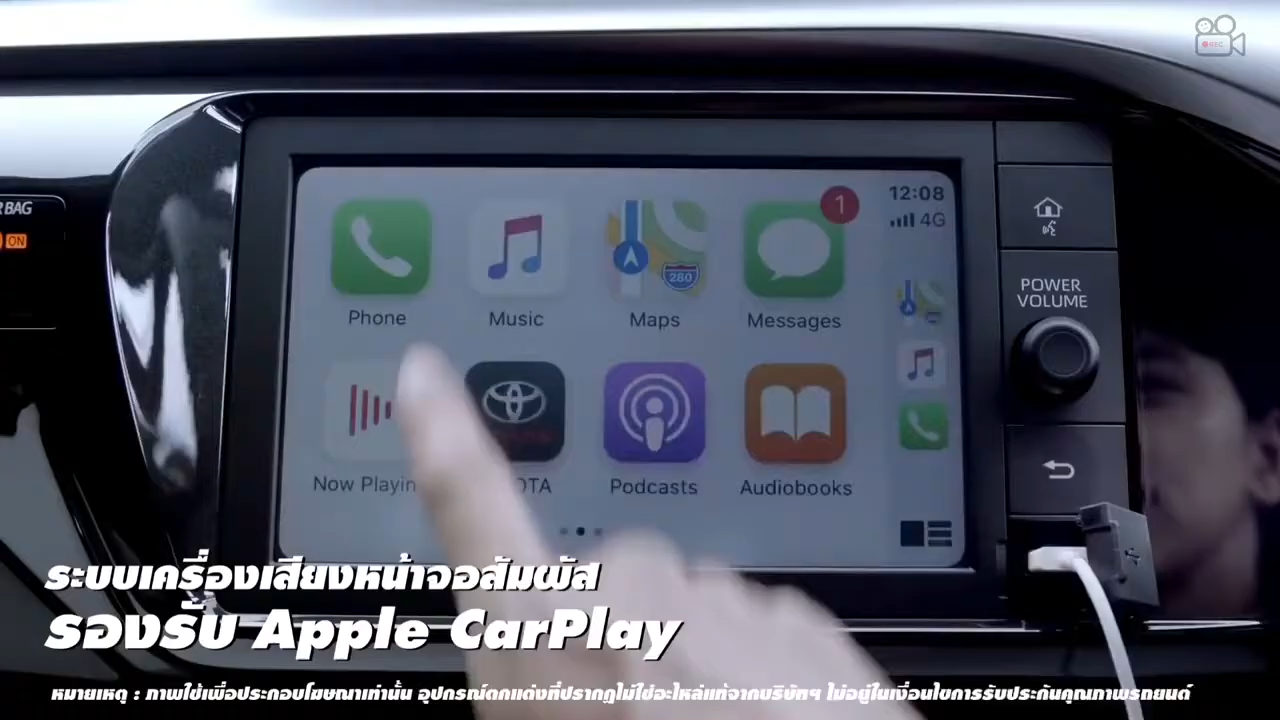 REC
R BAG
ON
12:08
4G
1
280
Phone
Music
Maps
Messages
POWER
VOLUME
Now Playin
OTA
Podcasts
Audiobooks
ระบบเครื่องเสียงหน้าจอสัมผัส
รองรับ Apple CarPlay
หมายเหตุ : ภาพใช้เพื่อประกอบโฆษณาเท่านั้น อุปกรณ์ตกแต่งที่ปรากฎไม่ใช่อะไหล่แท้จากบริษัทฯ ไม่อยู่ในเงื่อนไขการรับประกันคุณภาพรถยนต์